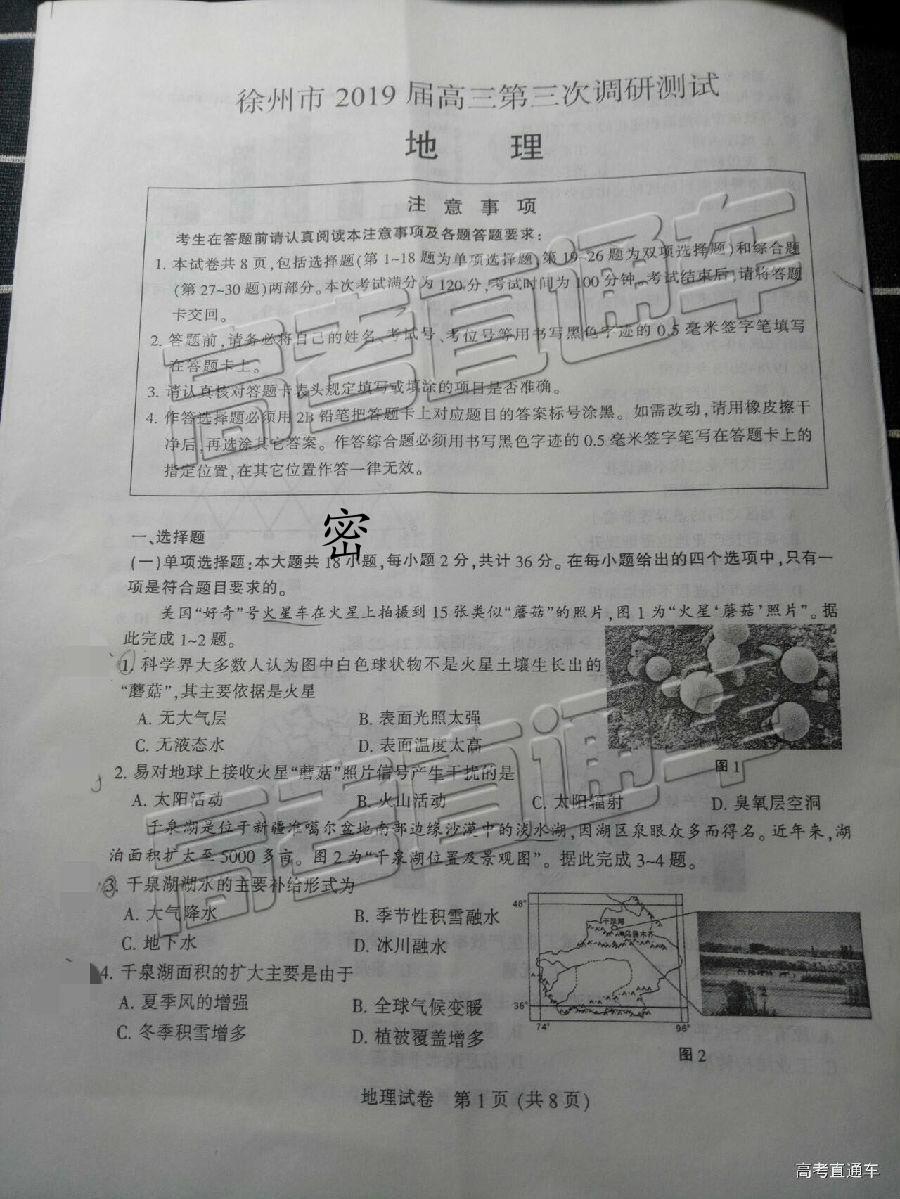 徐州市 2019 届高三第三次调研测试
地 理
注 意 事 项
考生在答题前请认真阅读本注意事项及各题答题要求：
1. 本试卷共 8 页,包括选择题(第 1~18 题为单项选择题,第 19~26 题为双项选择题)和综合题
(第 27~30 题)两部分。本次考试满分为 120 分,考试时间为 100 分钟。考试结束后,请将答题
卡交回。
2. 答题前,请务必将自己的姓名、考试号、考位号等用书写黑色字迹的 0.5 毫米签字笔填写
在答题卡上。
3. 请认真核对答题卡表头规定填写或填涂的项目是否准确。
4. 作答选择题必须用 2B 铅笔把答题卡上对应题目的答案标号涂黑。如需改动,请用橡皮擦干
净后,再选涂其它答案。作答综合题必须用书写黑色字迹的 0.5 毫米签字笔写在答题卡上的
指定位置,在其它位置作答一律无效。
密
一、选择题
(一)单项选择题:本大题共 18 小题,每小题 2 分,共计 36 分。在每小题给出的四个选项中,只有一
项是符合题目要求的。
美国“好奇”号火星车在火星上拍摄到 15 张类似“蘑菇”的照片,图 1 为“火星‘蘑菇’照片”。据
此完成 1~2 题。
1. 科学界大多数人认为图中白色球状物不是火星土壤生长出的
“蘑菇”,其主要依据是火星
A. 无大气层 B. 表面光照太强
C. 无液态水 D. 表面温度太高
图 1
2. 易对地球上接收火星“蘑菇”照片信号产生干扰的是
A. 太阳活动 B. 火山活动 C. 太阳辐射 D. 臭氧层空洞
千泉湖是位于新疆准噶尔盆地南部边缘沙漠中的淡水湖,因湖区泉眼众多而得名。近年来,湖
泊面积扩大至 5000 多亩。图 2 为“千泉湖位置及景观图”。据此完成 3~4 题。
3. 千泉湖湖水的主要补给形式为
A. 大气降水 B. 季节性积雪融水
C. 地下水 D. 冰川融水
4. 千泉湖面积的扩大主要是由于
A. 夏季风的增强 B. 全球气候变暖
C. 冬季积雪增多 D. 植被覆盖增多
48°
千泉湖
乌鲁木齐
36°
74° 96°
图 2
地理试卷 第 1 页 (共 8 页)
高考直通车
高考直通车
高考直通车
高考直通车